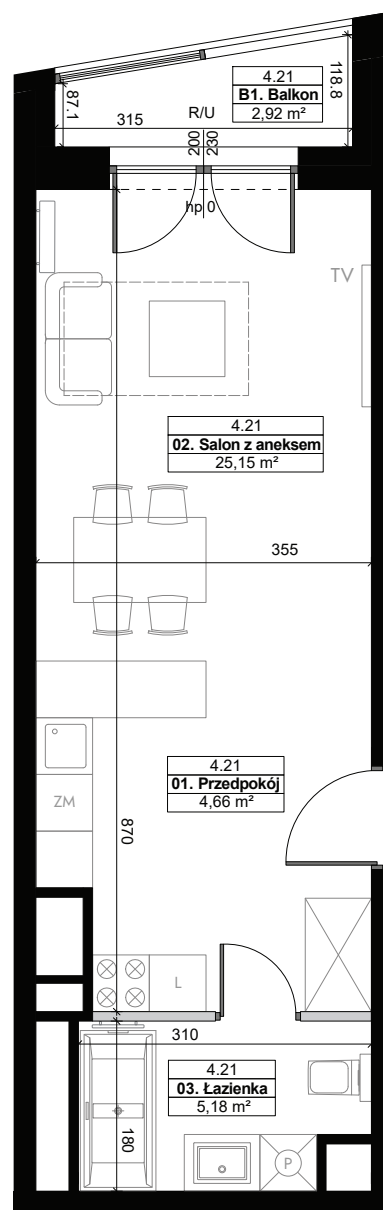 4.21
B1. Balkon
2,92 m²
118.8
87.1
315
R/U
200
230
hp 0
TV
4.21
02. Salon z aneksem
25,15 m²
355
4.21
01. Przedpokój
4,66 m²
ZM
870
L
310
4.21
03. Łazienka
5,18 m²
180
P